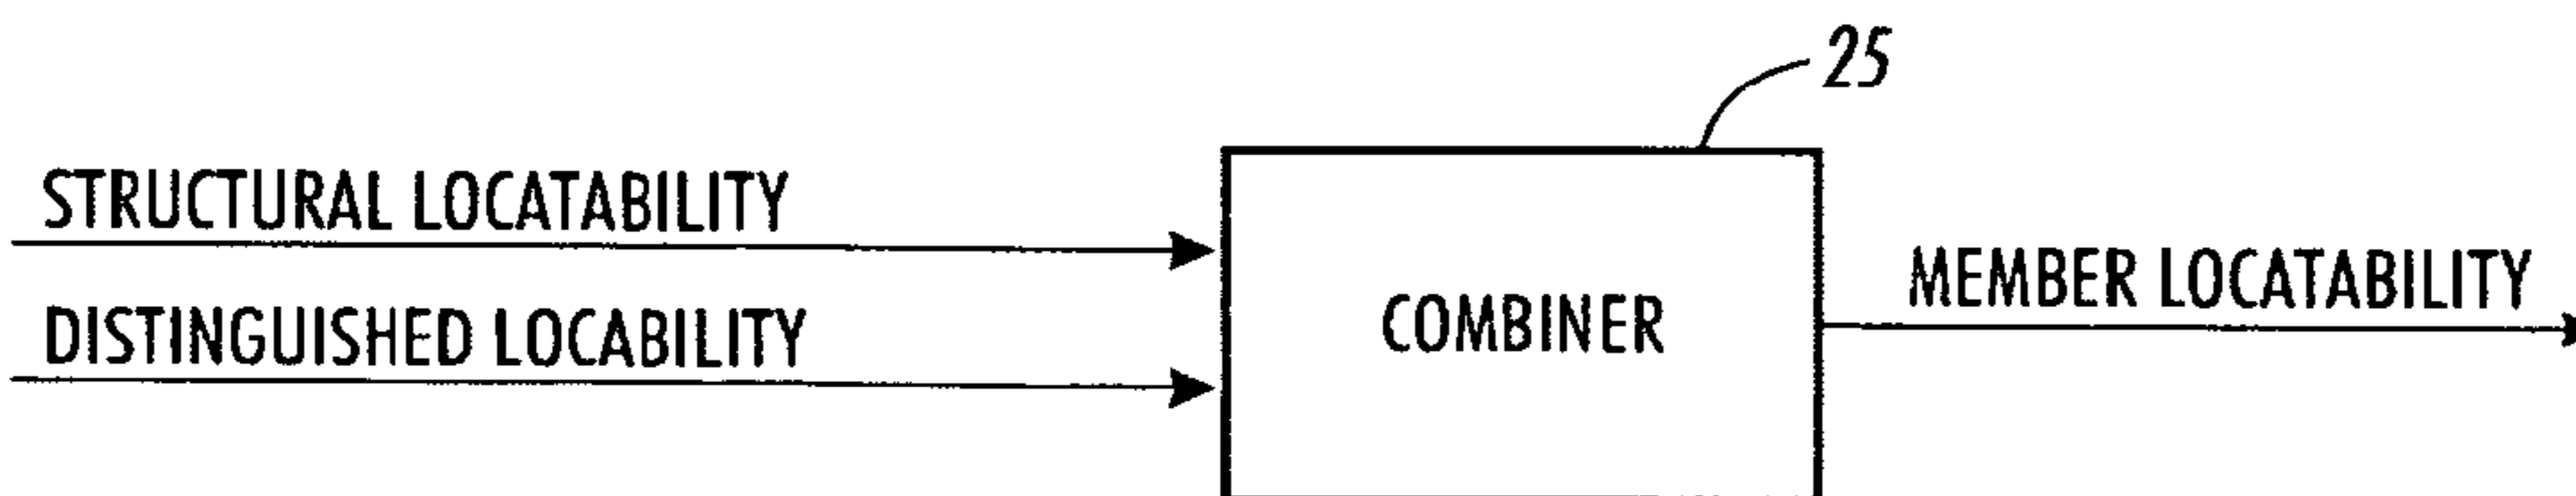 25
STRUCTURAL LOCATABILITY
DISTINGUISHED LOCABILITY
COMBINER
MEMBER LOCATABILITY